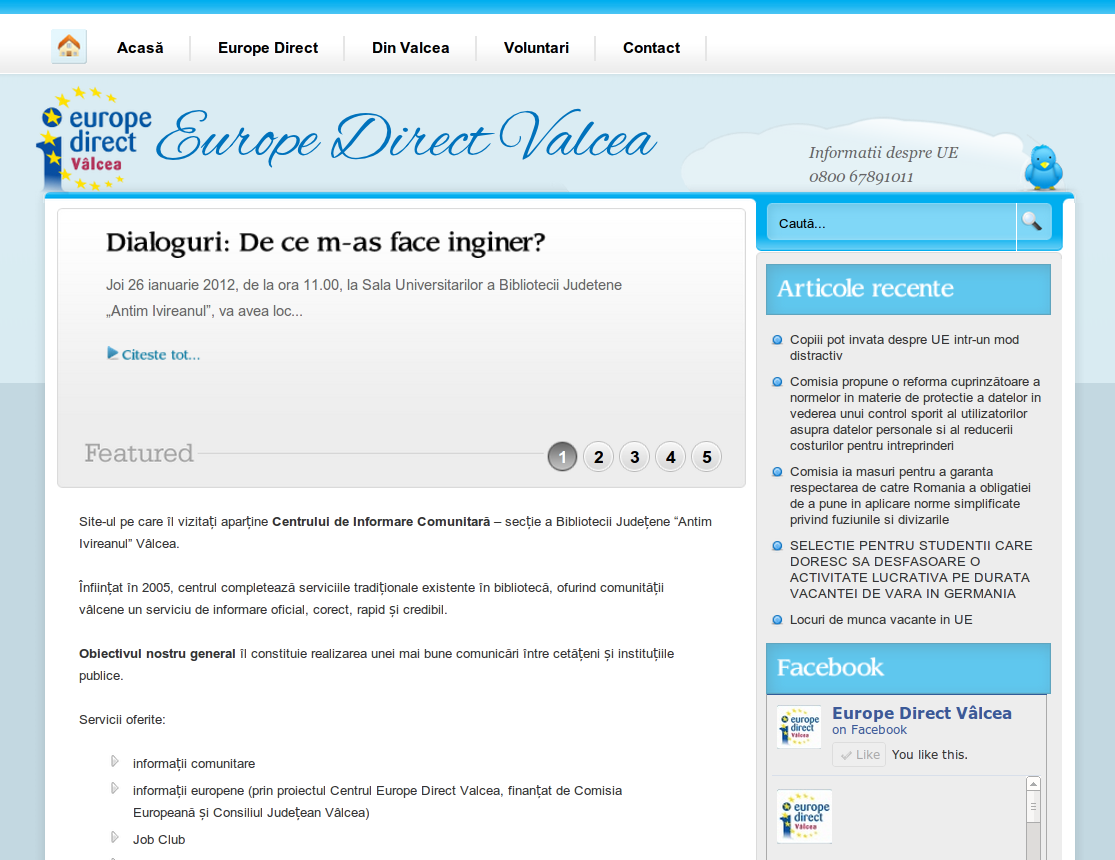 Acasă
Europe Direct
Din Valcea
Voluntari
Contact
europe
direct
Vâlcea
Europe Direct Valcea
Informatii despre UE
0800 67891011
Dialoguri: De ce m-as face inginer?
Joi 26 ianuarie 2012, de la ora 11.00, la Sala Universitarilor a Bibliotecii Judetene
„Antim Ivireanul”, va avea loc...
Citeste tot...
Featured
1 2 3 4 5
Site-ul pe care îl vizitați aparține Centrului de Informare Comunitară – secție a Bibliotecii Județene “Antim
Ivireanul” Vâlcea.
Înființat în 2005, centrul completează serviciile tradiționale existente în bibliotecă, ofurind comunității
vâlcene un serviciu de informare oficial, corect, rapid și credibil.
Obiectivul nostru general îl constituie realizarea unei mai bune comunicări între cetățeni și instituțiile
publice.
Servicii oferite:
informații comunitare
informații europene (prin proiectul Centrul Europe Direct Valcea, finanțat de Comisia
Europeană și Consiliul Județean Vâlcea)
Job Club
Caută...
Articole recente
Copiii pot invata despre UE intr-un mod
distractiv
Comisia propune o reforma cuprinzătoare a
normelor in materie de protectie a datelor in
vederea unui control sporit al utilizatorilor
asupra datelor personale si al reducerii
costurilor pentru intreprinderi
Comisia ia masuri pentru a garanta
respectarea de catre Romania a obligatiei
de a pune in aplicare norme simplificate
privind fuziunile si divizarile
SELECTIE PENTRU STUDENTII CARE
DORESC SA DESFASOARE O
ACTIVITATE LUCRATIVA PE DURATA
VACANTEI DE VARA IN GERMANIA
Locuri de munca vacante in UE
Facebook
europe
direct
Vâlcea
Europe Direct Vâlcea
on Facebook
Like
You like this.
europe
direct
Vâlcea